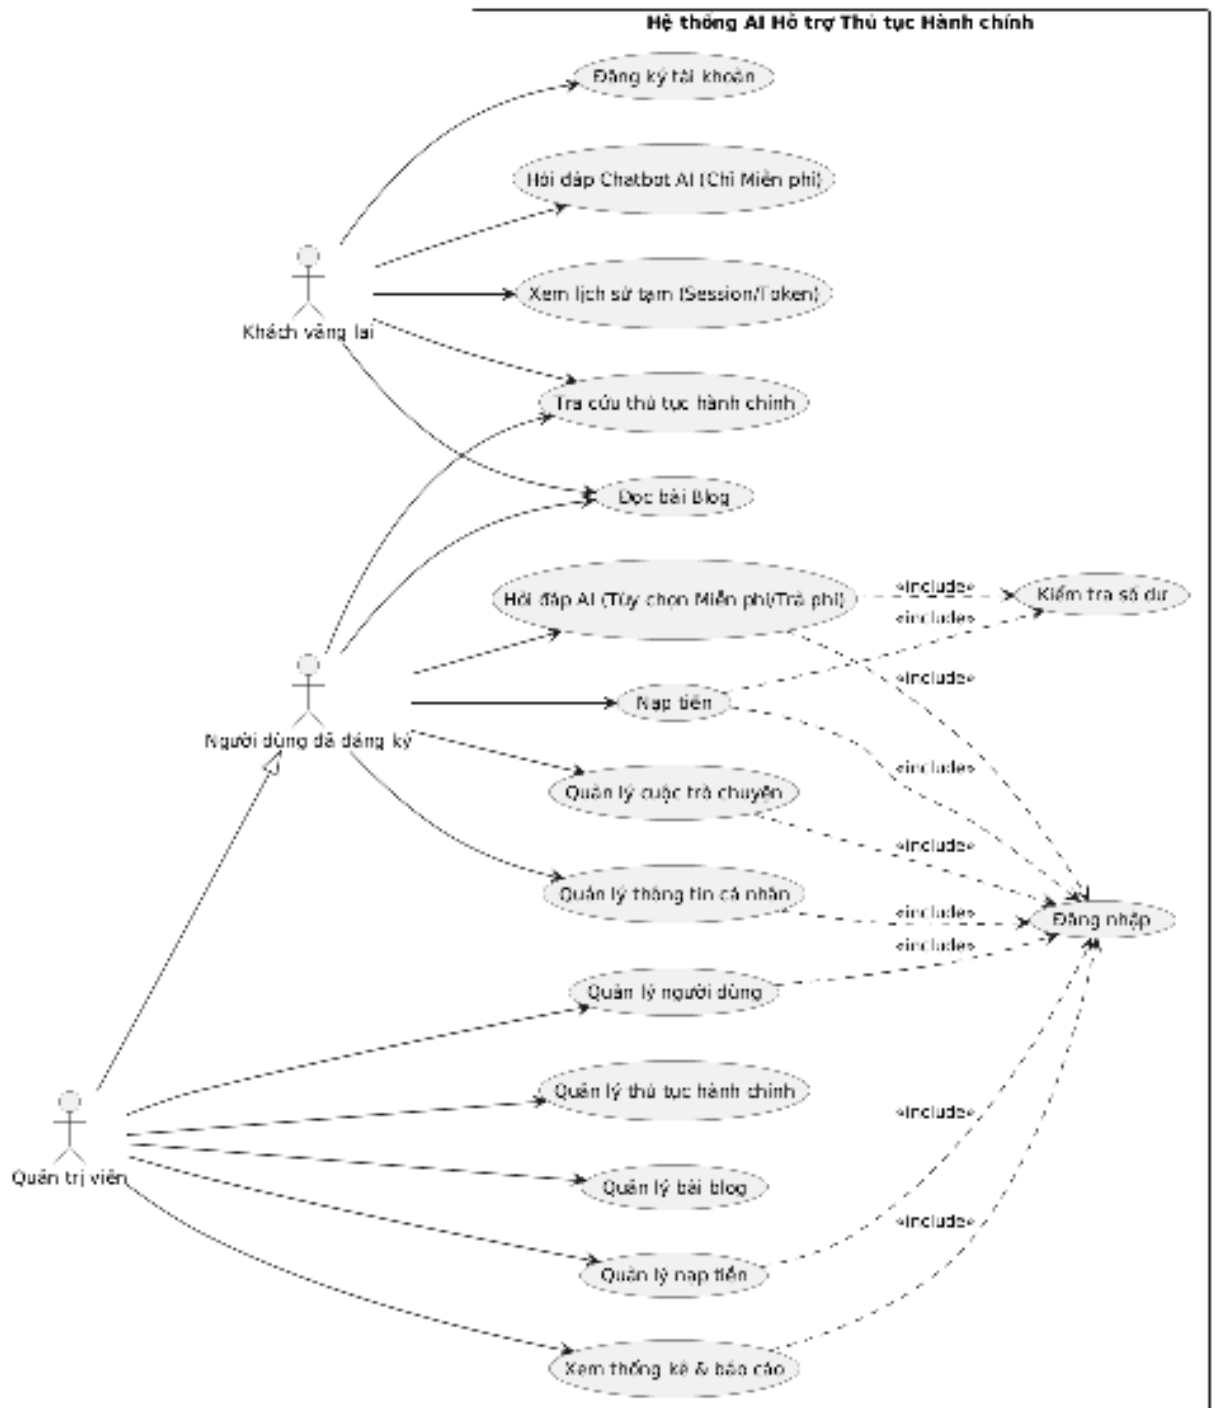 Hệ thống AI Hỗ trợ Thủ tục Hành chính
Đăng ký tài khoản
Hỏi đáp Chatbot AI (Chỉ Miễn phí)
Xem lịch sử tạm (Session/Token)
Khách vãng lai
Tra cứu thủ tục hành chính
Đọc bài Blog
Hỏi đáp AI (Tùy chọn Miễn phí/Trả phí)
«include»
Kiểm tra số dư
«include»
«include»
Nạp tiền
Người dùng đã đăng ký
«include»
Quản lý cuộc trò chuyện
«include»
Quản lý thông tin cá nhân
«include»
Đăng nhập
«include»
Quản lý người dùng
Quản lý thủ tục hành chính
«include»
Quản trị viên
Quản lý bài blog
«include»
Quản lý nạp tiền
Xem thống kê & báo cáo